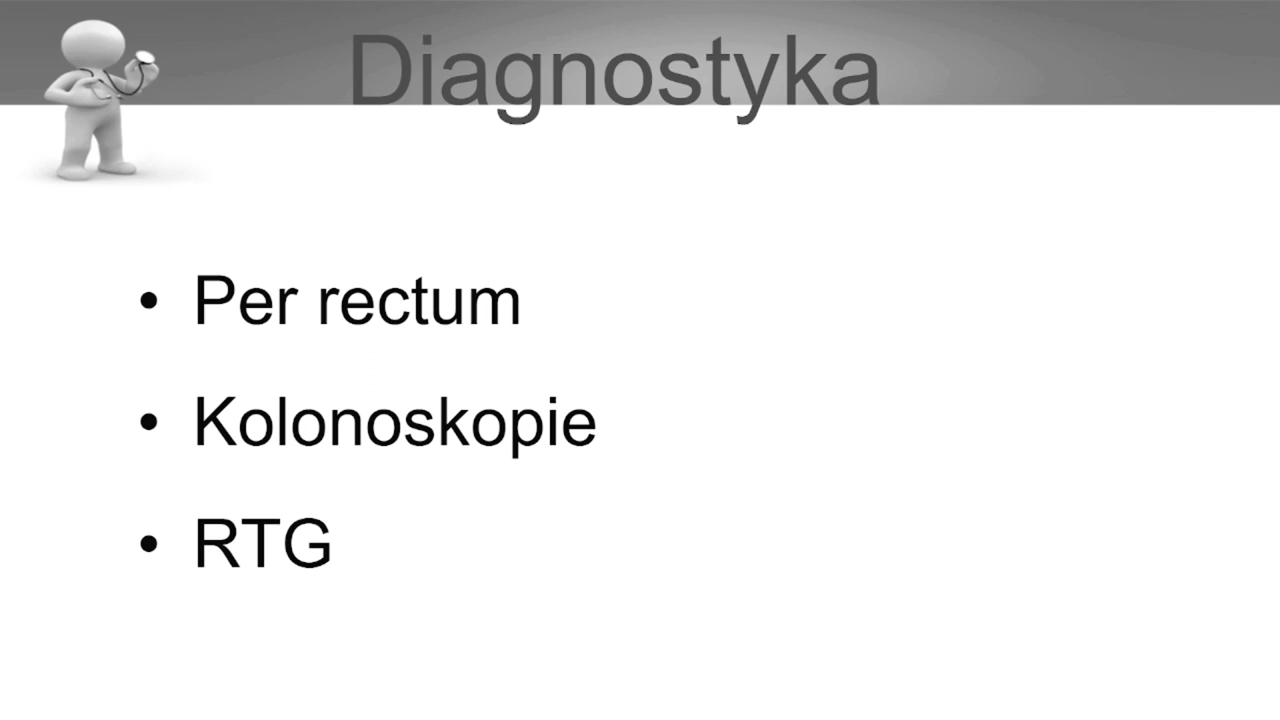 Diagnostyka
• Per rectum
• Kolonoskopie
• RTG